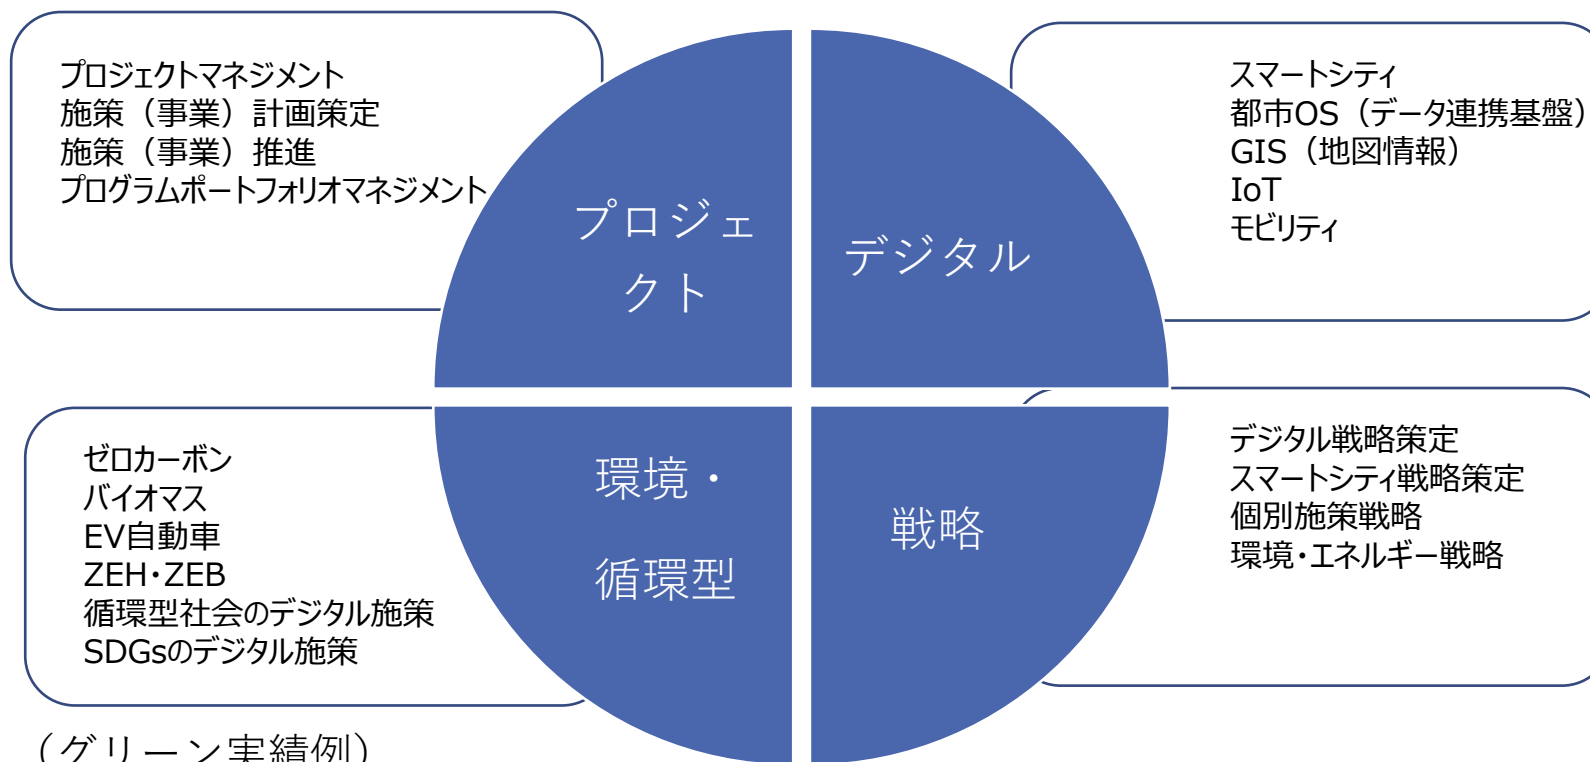 プロジェクトマネジメント
施策（事業）計画策定
施策（事業）推進
プログラムポートフォリオマネジメント
プロジェ
クト
デジタル
スマートシティ
都市OS（データ連携基盤）
GIS（地図情報）
IoT
モビリティ
ゼロカーボン
バイオマス
EV自動車
ZEH・ZEB
循環型社会のデジタル施策
SDGsのデジタル施策
環境・
循環型
戦略
デジタル戦略策定
スマートシティ戦略策定
個別施策戦略
環境・エネルギー戦略
（グリーン実績例）